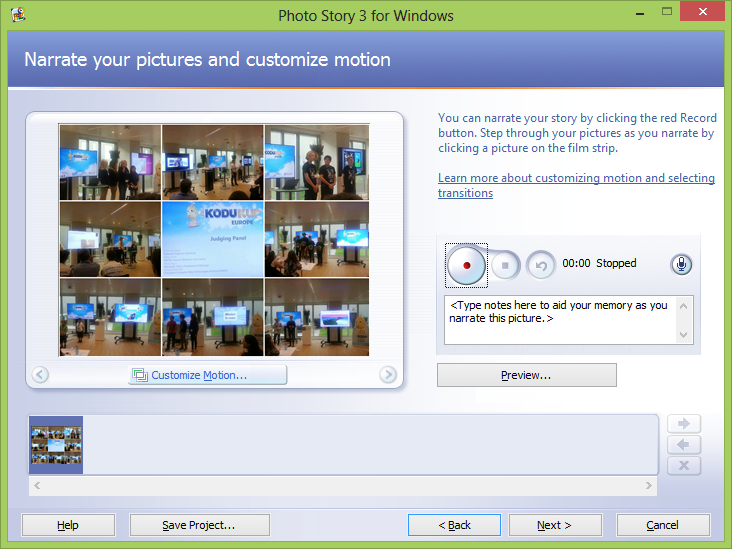 Photo Story 3 for Windows
Narrate your pictures and customize motion
You can narrate your story by clicking the red Record
button. Step through your pictures as you narrate by
clicking a picture on the film strip.
Learn more about customizing motion and selecting
transitions
KODU KUP
EUROPE
Judging Panel
00:00 Stopped
<Type notes here to aid your memory as you
narrate this picture.>
Customize Motion...
Preview...
Help
Save Project...
< Back
Next >
Cancel